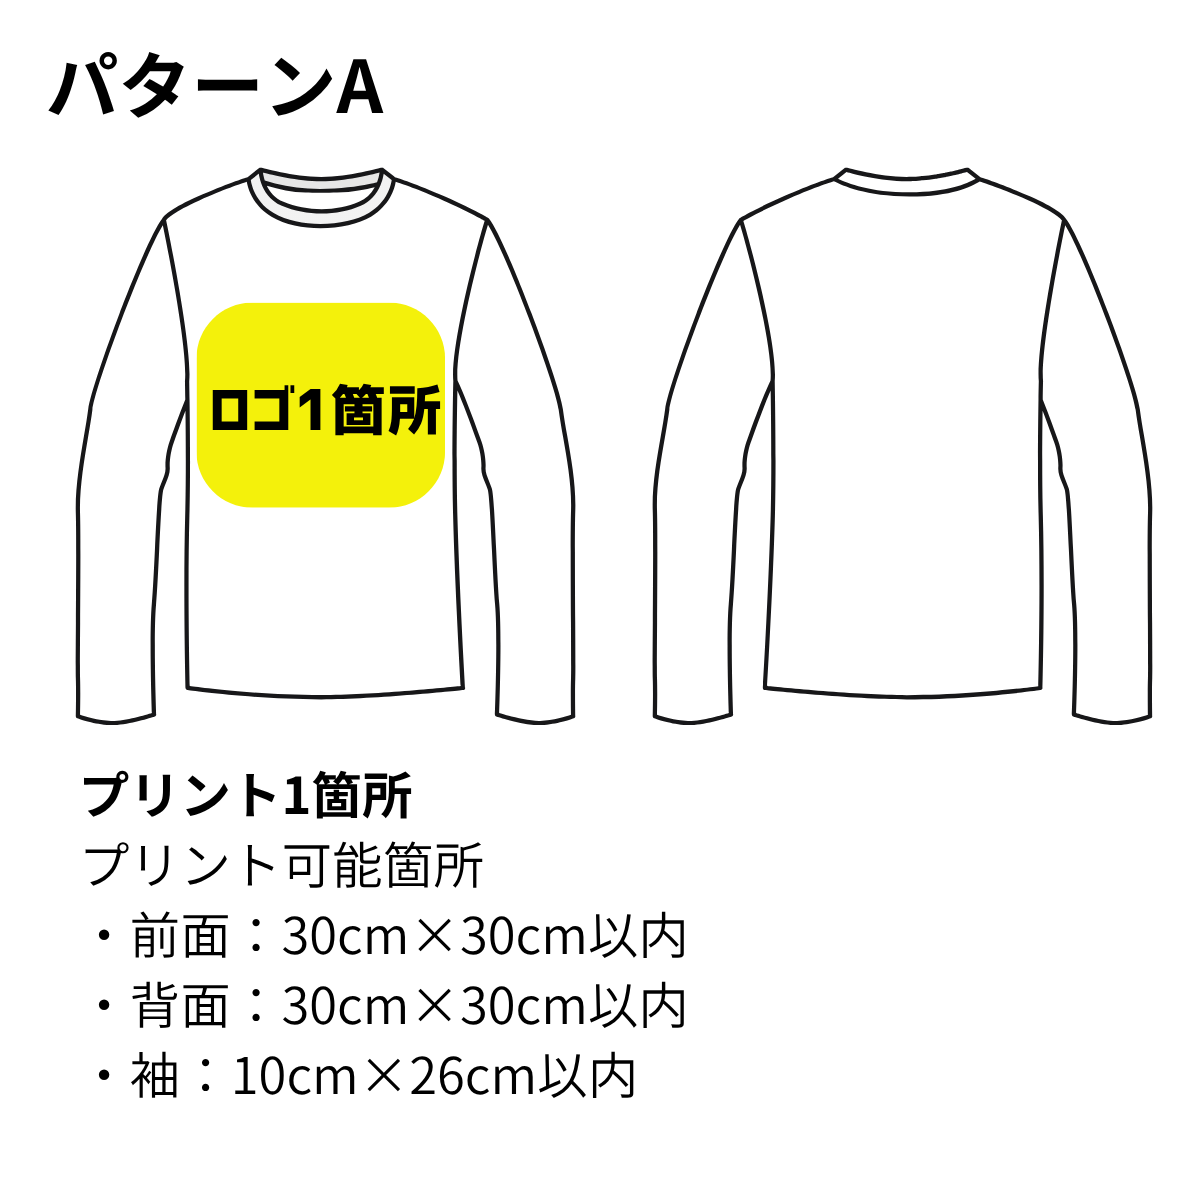 パターンA
ロゴ1箇所
プリント1箇所
プリント可能箇所
・前面：30cm×30cm以内
・背面：30cm×30cm以内
・袖：10cm×26cm以内